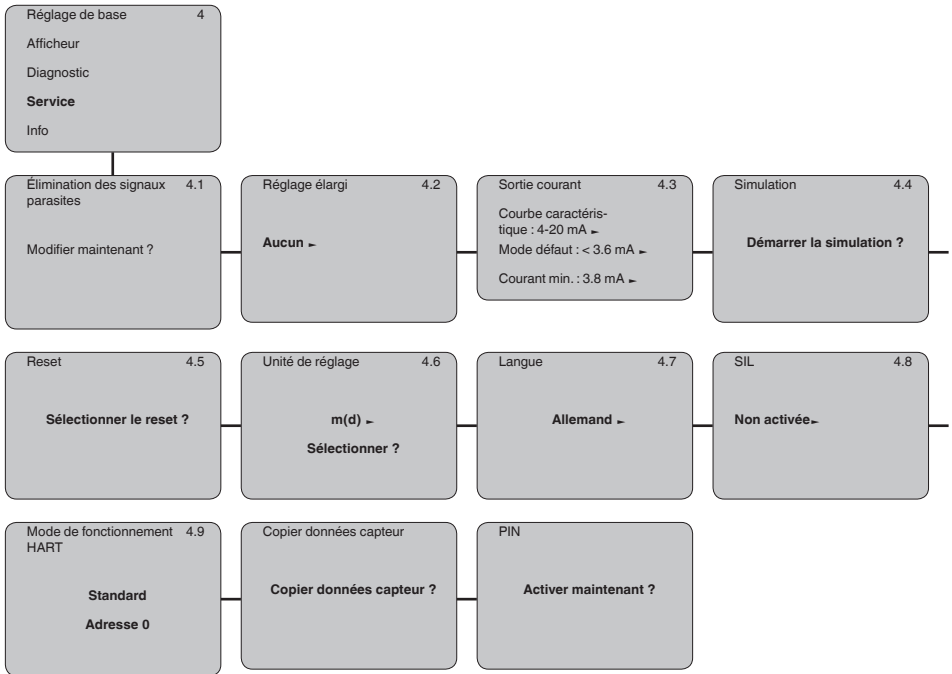 Réglage de base 4
Afficheur
Diagnostic
Service
Info
Élimination des signaux 4.1
parasites
Modifier maintenant ?
Réglage élargi 4.2
Aucun ►
Sortie courant 4.3
Courbe caractéris-
tique : 4-20 mA ►
Mode défaut : < 3.6 mA ►
Courant min. : 3.8 mA ►
Simulation 4.4
Démarrer la simulation ?
Reset 4.5
Sélectionner le reset ?
Unité de réglage 4.6
m(d) ►
Sélectionner ?
Langue 4.7
Allemand ►
SIL 4.8
Non activée►
Mode de fonctionnement 4.9
HART
Standard
Adresse 0
Copier données capteur
Copier données capteur ?
PIN
Activer maintenant ?